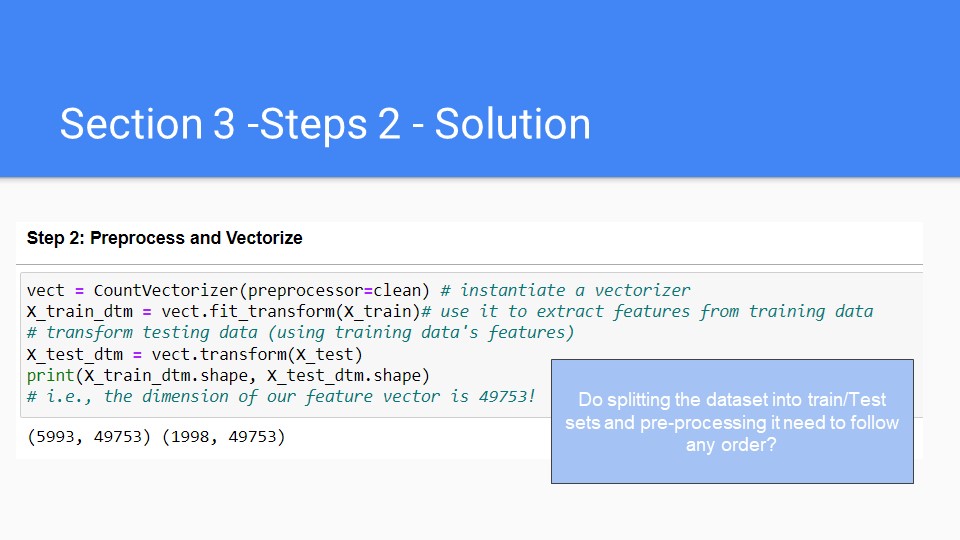 Section 3 -Steps 2 - Solution
Step 2: Preprocess and Vectorize
vect = CountVectorizer(preprocessor=clean) # instantiate a vectorizer
X_train_dtm = vect.fit_transform(X_train)# use it to extract features from training data
# transform testing data (using training data's features)
X_test_dtm = vect.transform(X_test)
print(X_train_dtm.shape, X_test_dtm.shape)
# i.e., the dimension of our feature vector is 49753!
(5993, 49753) (1998, 49753)
Do splitting the dataset into train/Test
sets and pre-processing it need to follow
any order?